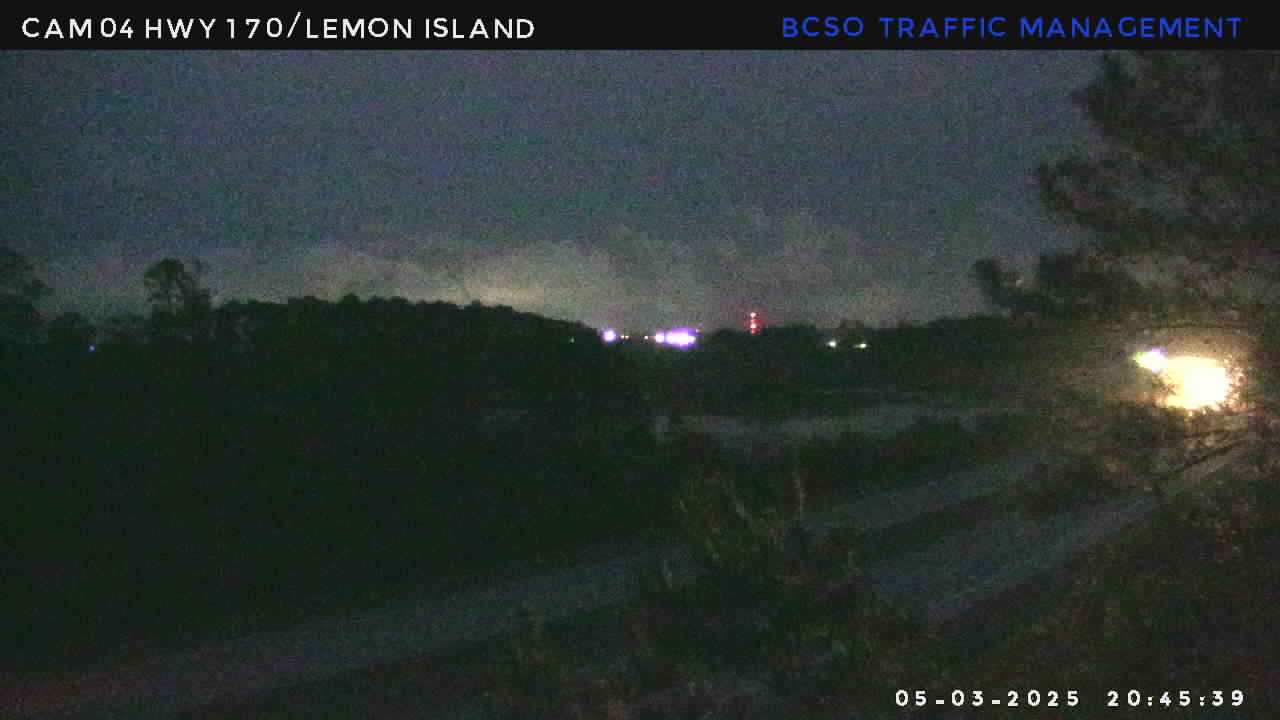 CAM04 HWY 170/LEMON ISLAND BCSO TRAFFIC MANAGEMENT
05-03-2025 20:45:39